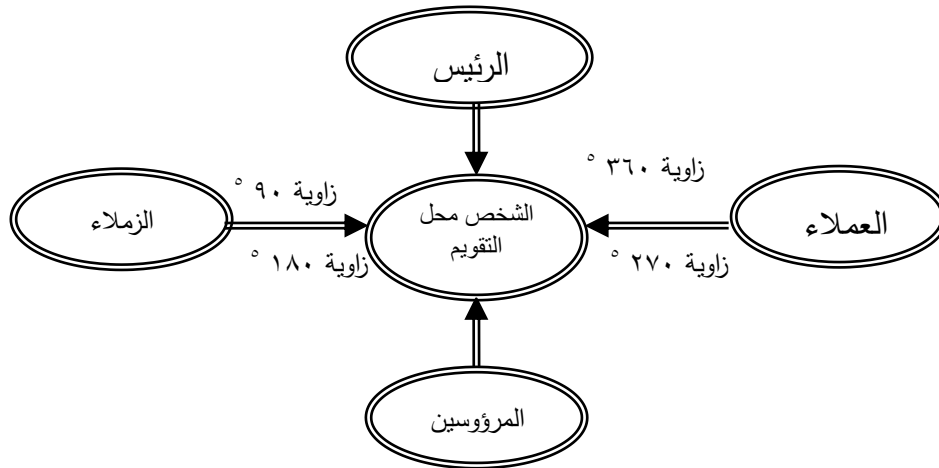 الرئيس
زاوية ٣٦٠ °
زاوية ٩٠ °
العملاء
الشخص محل
التقويم
الزملاء
زاوية ٢٧٠ °
زاوية ١٨٠ °
المرؤوسين